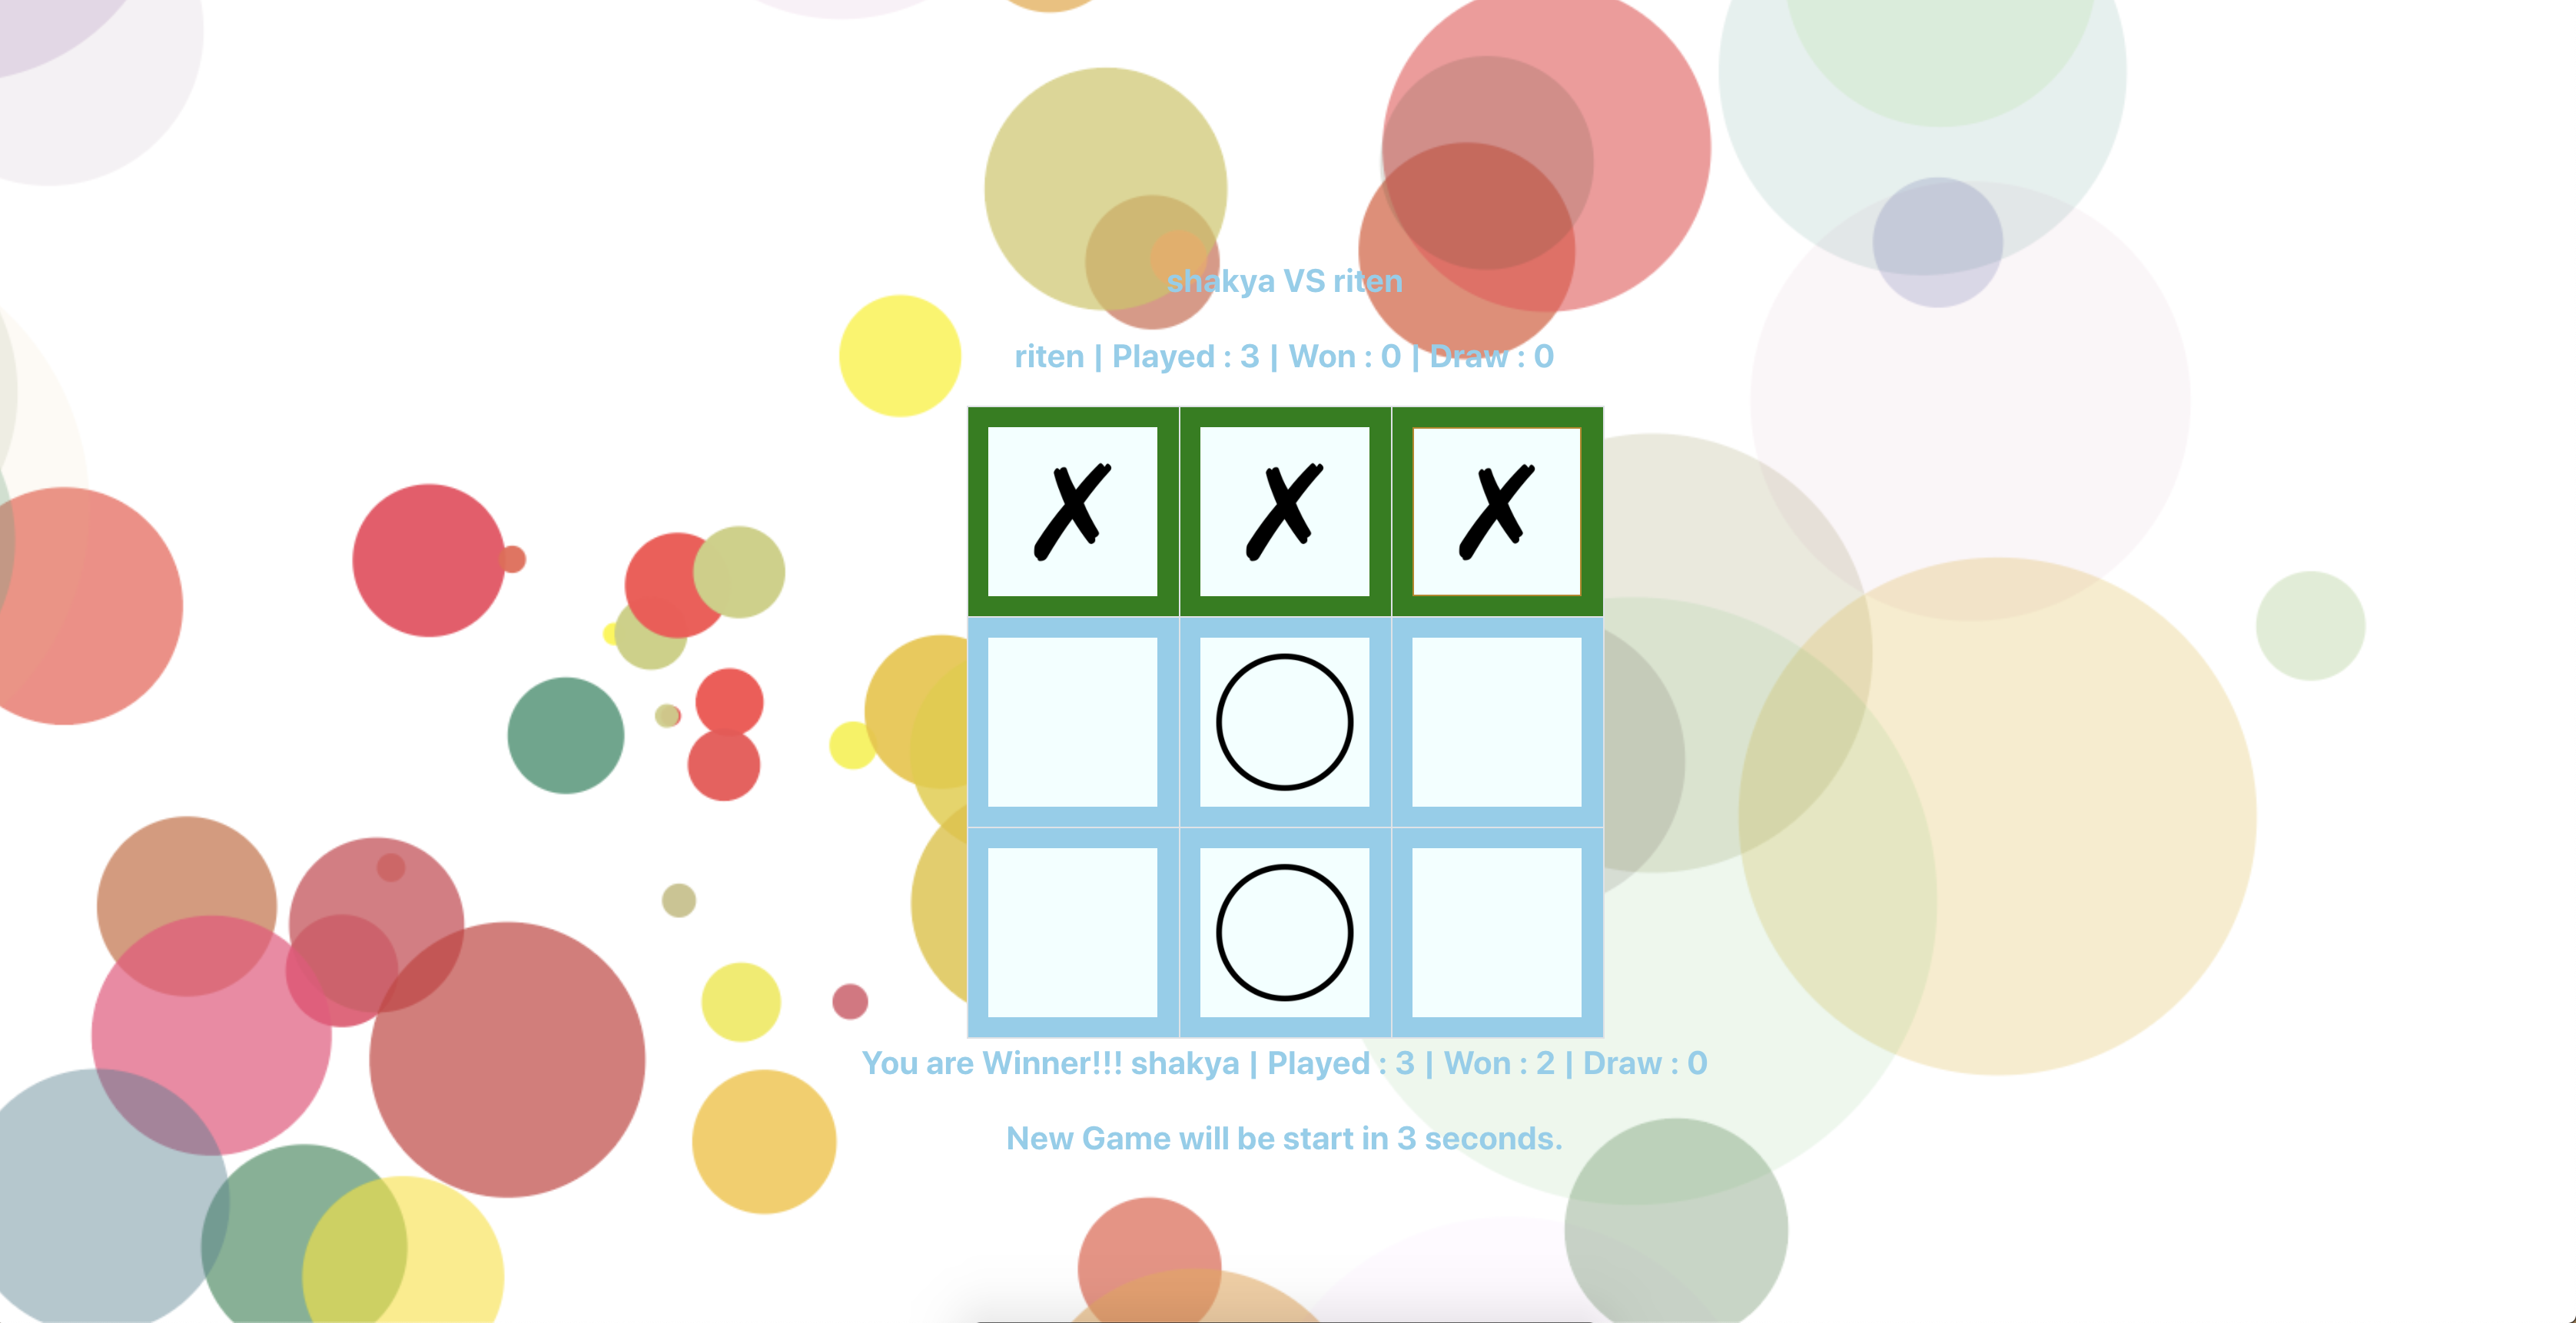 shakya VS riten
riten | Played : 3 | Won : 0 | Draw : 0
✗ ✗ ✗
◯
◯
You are Winner!!! shakya | Played : 3 | Won : 2 | Draw : 0
New Game will be start in 3 seconds.